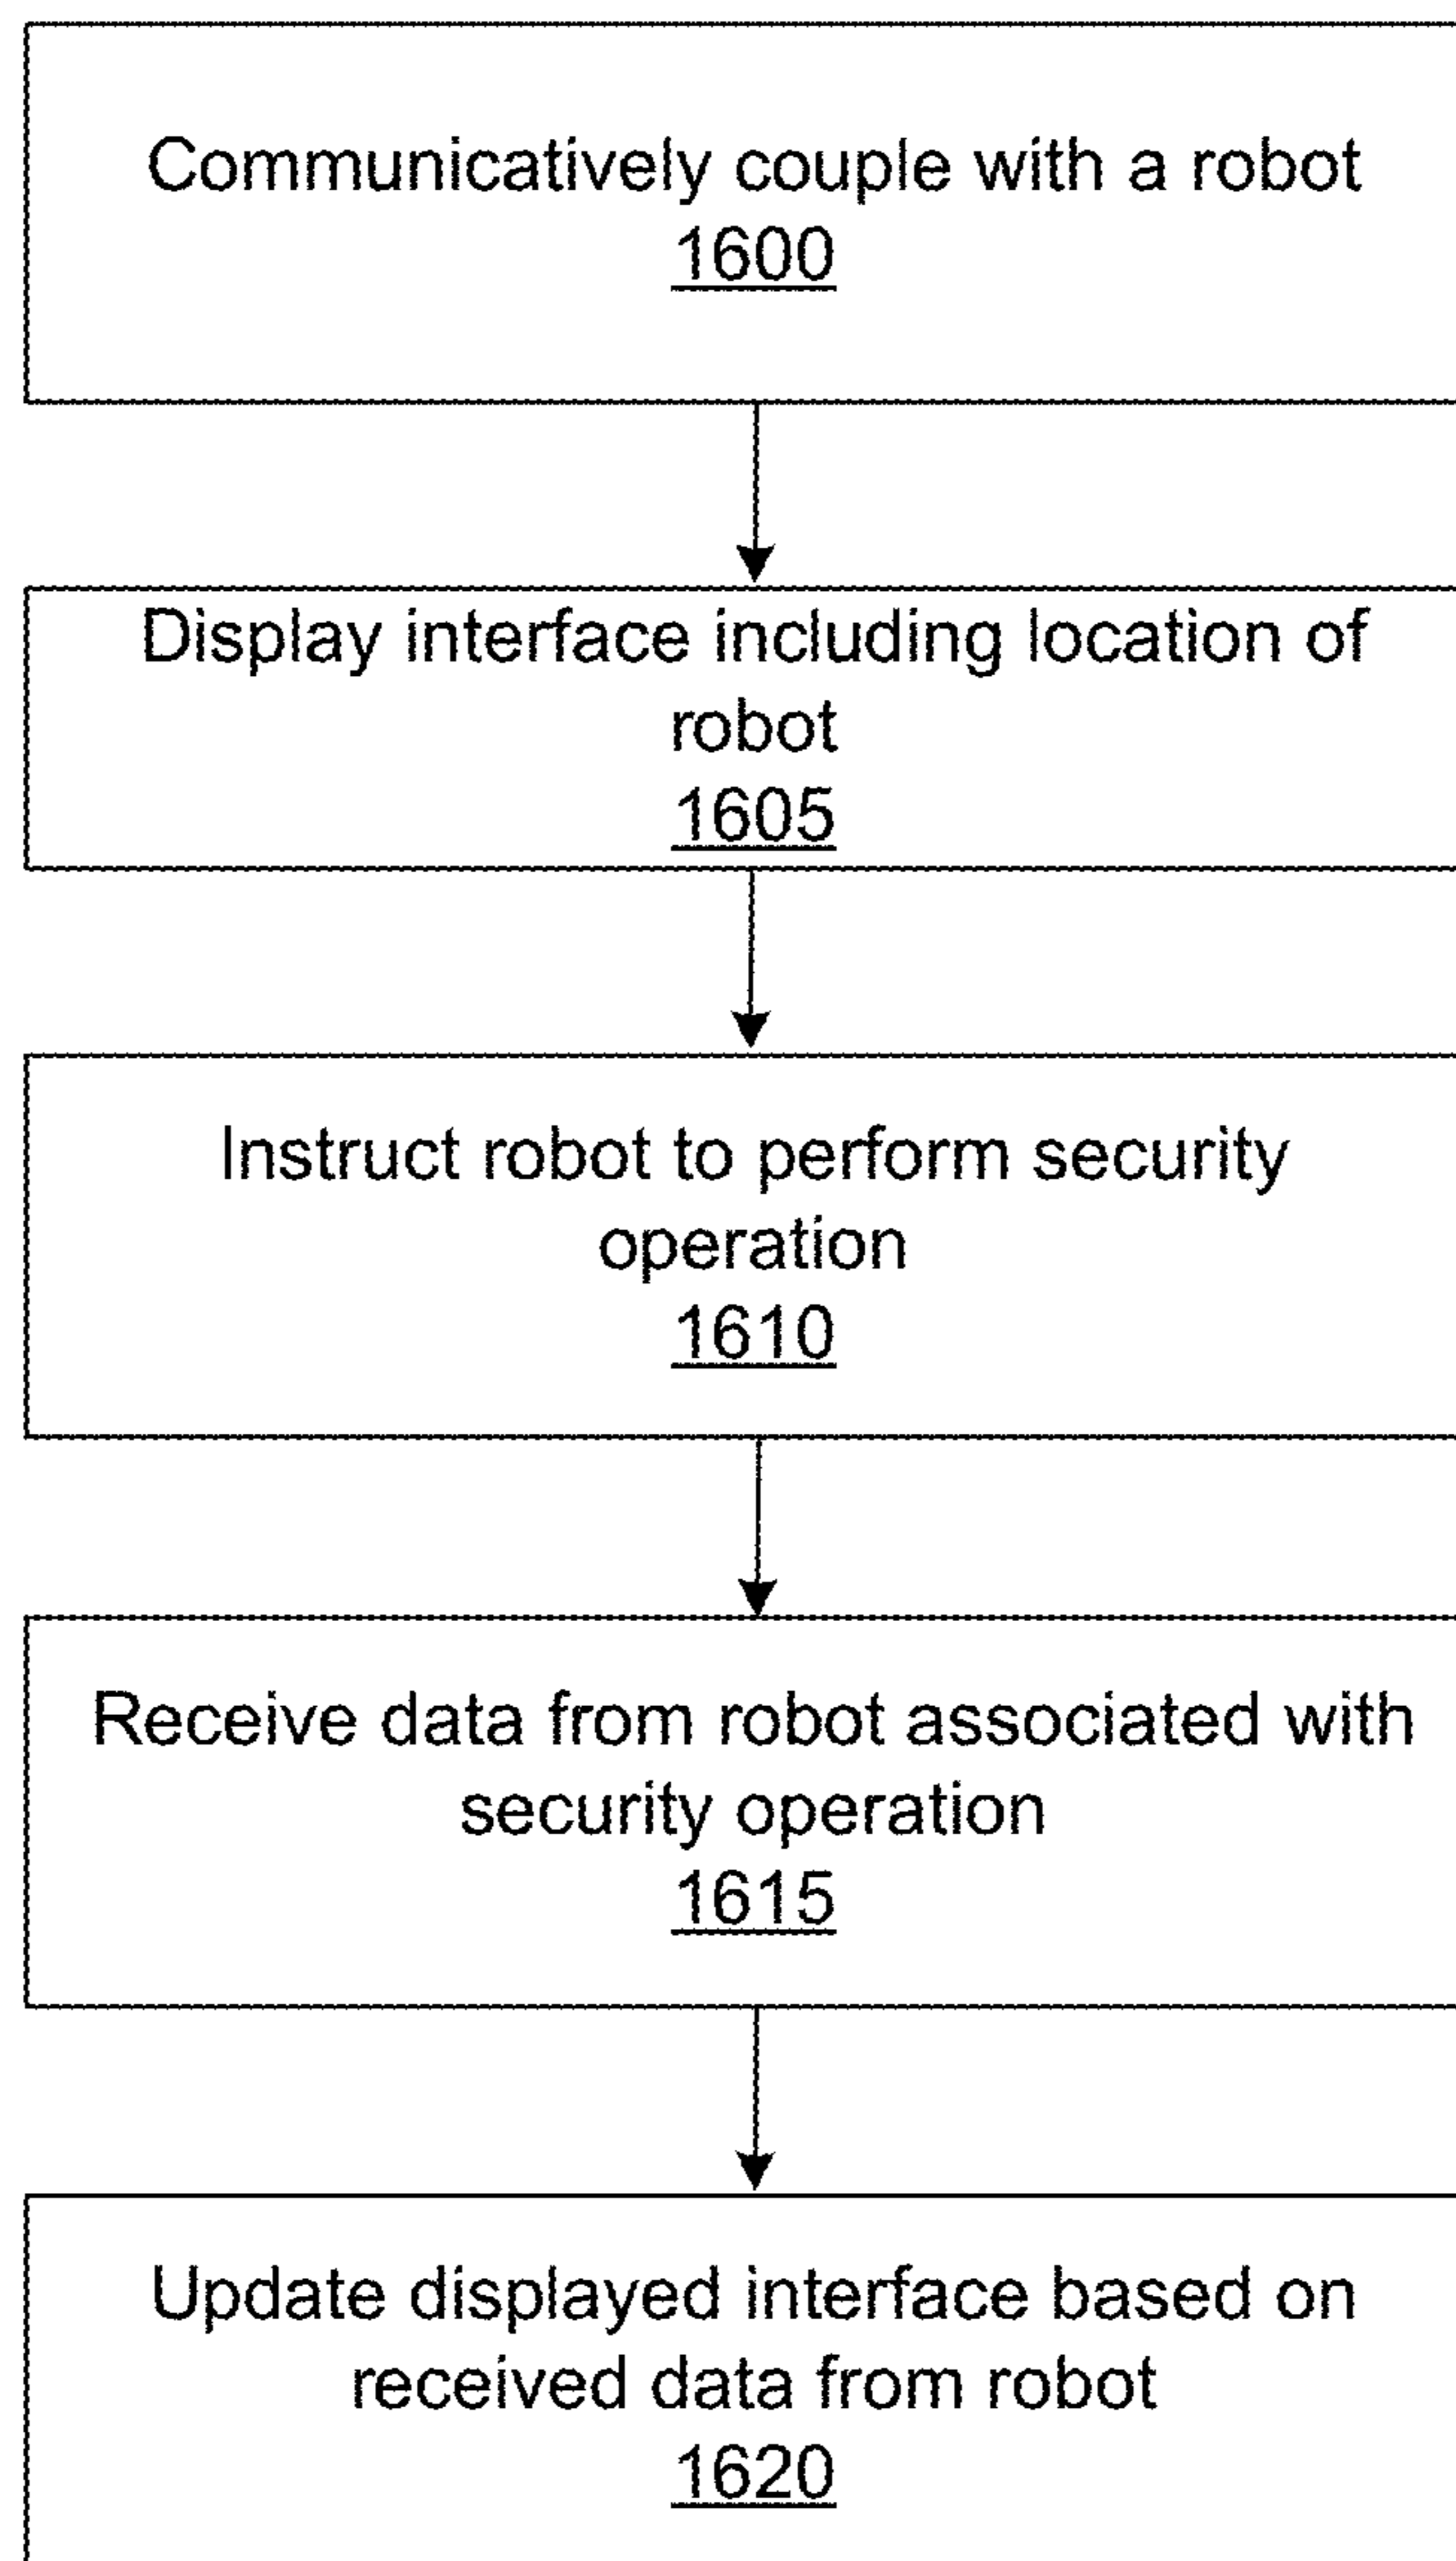 Communicatively couple with a robot
1600
Display interface including location of
robot
1605
Instruct robot to perform security
operation
1610
Receive data from robot associated with
security operation
1615
Update displayed interface based on
received data from robot
1620